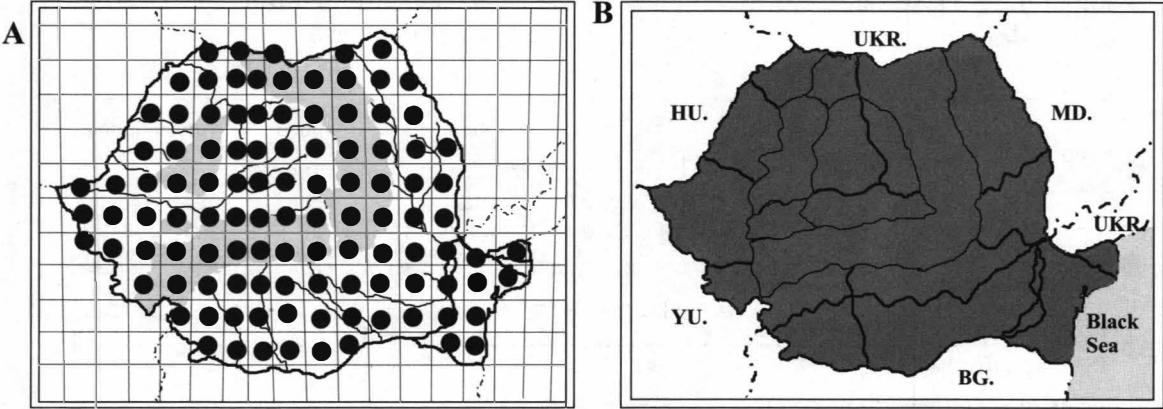 A
B
UKR.
HU.
MD.
UKR.
YU.
Black
Sea
BG.